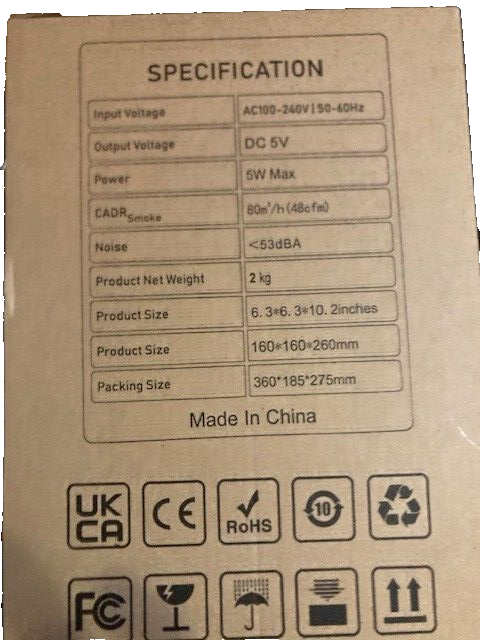 SPECIFICATION
Input Voltage AC100-240V | 50-60Hz
Output Voltage DC 5V
Power 5W Max
CADRSmoke 80m³/h (48cfm)
Noise <53dBA
Product Net Weight 2 kg
Product Size 6.3*6.3*10.2inches
Product Size 160*160*260mm
Packing Size 360*185*275mm
Made In China
UK CA CE RoHS 10
FC